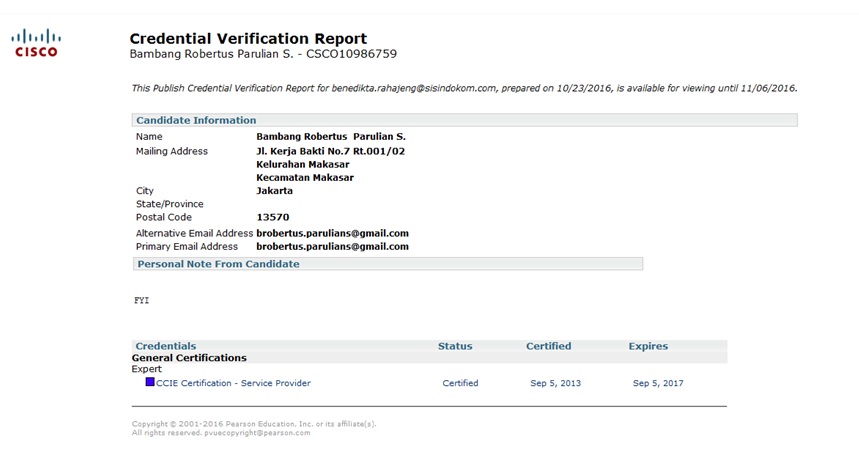 CISCO
Credential Verification Report
Bambang Robertus Parulian S. - CSCO10986759
This Publish Credential Verification Report for benedikta.rahajeng@sisindokom.com, prepared on 10/23/2016, is available for viewing until 11/06/2016.
Candidate Information
Name Bambang Robertus Parulian S.
Mailing Address Jl. Kerja Bakti No.7 Rt.001/02
Kelurahan Makasar
Kecamatan Makasar
City Jakarta
State/Province
Postal Code 13570
Alternative Email Address brobertus.parulians@gmail.com
Primary Email Address brobertus.parulians@gmail.com
Personal Note From Candidate
FYI
Credentials Status Certified Expires
General Certifications
Expert
CCIE Certification - Service Provider Certified Sep 5, 2013 Sep 5, 2017
Copyright © 2001-2016 Pearson Education, Inc. or its affiliate(s).
All rights reserved. pvuecopyright@pearson.com